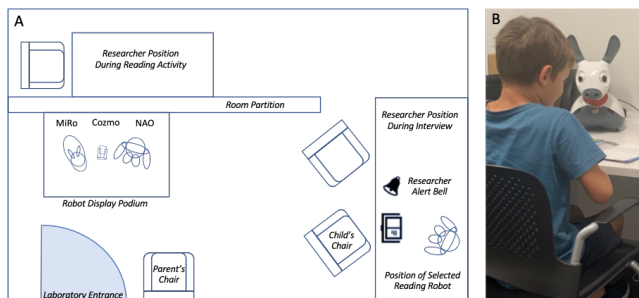 A
B
Researcher Position
During Reading Activity
Room Partition
MiRo Cozmo NAO
Robot Display Podium
Researcher Position
During Interview
Researcher
Alert Bell
Child's
Chair
Position of Selected
Reading Robot
Parent's
Chair
Laboratory Entrance